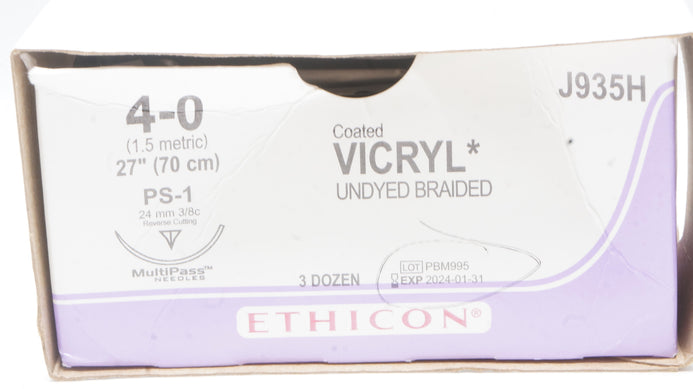 J935H
4-0
(1.5 metric)
27" (70 cm)
PS-1
24 mm 3/8c
Reverse Cutting
MultiPass™
NEEDLES
Coated
VICRYL*
UNDYED BRAIDED
3 DOZEN
LOT PBM995
EXP 2024-01-31
ETHICON®